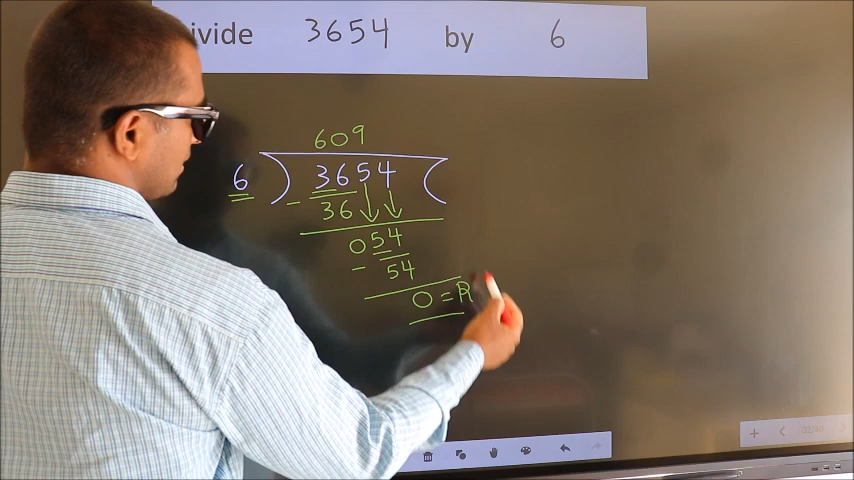 ivide 3654 by 6
609
6 ) 3654 (
- 36
054
- 54
0 = R